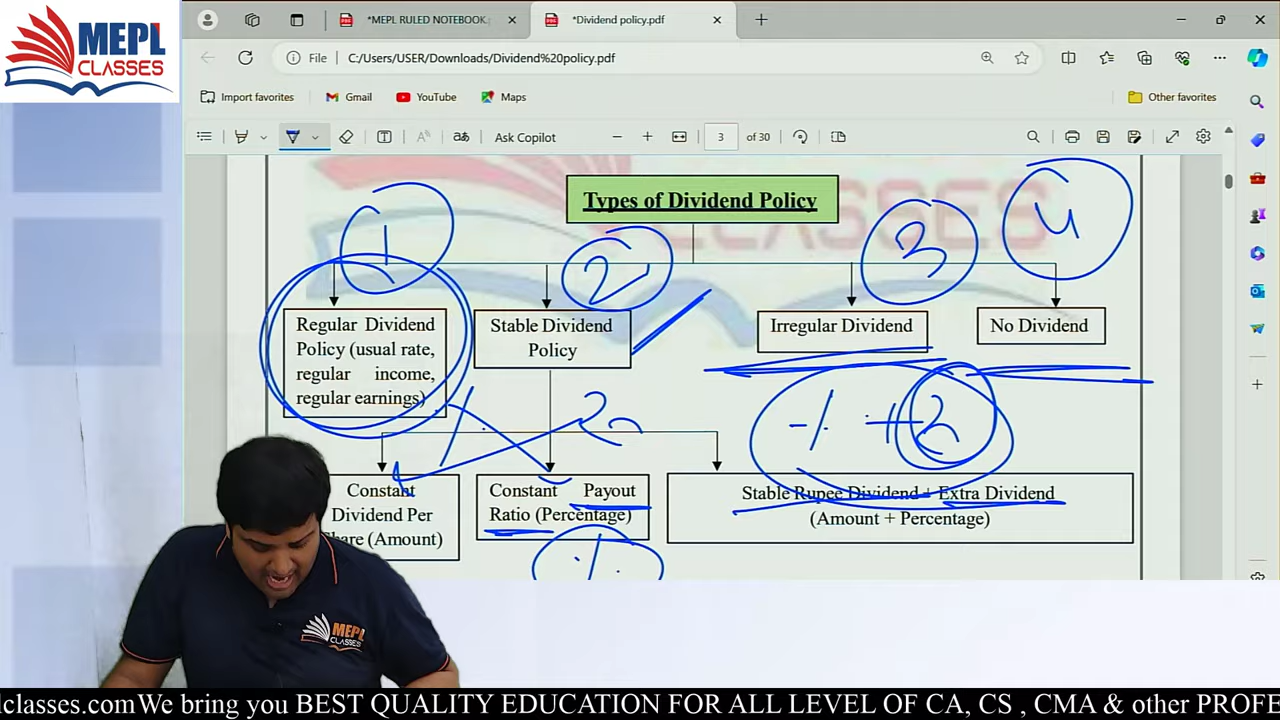 MEPL
CLASSES
*MEPL RULED NOTEBOOK.
*Dividend policy.pdf
File
C:/Users/USER/Downloads/Dividend%20policy.pdf
Import favorites
Gmail
YouTube
Maps
Other favorites
Ask Copilot
3
of 30
Types of Dividend Policy
1
2
3
4
Regular Dividend
Policy (usual rate,
regular income,
regular earnings)
Stable Dividend
Policy
Irregular Dividend
No Dividend
Constant
Dividend Per
Share (Amount)
Constant Payout
Ratio (Percentage)
Stable Rupee Dividend + Extra Dividend
(Amount + Percentage)
MEPL
CLASSES
lclasses.comWe bring you BEST QUALITY EDUCATION FOR ALL LEVEL OF CA, CS , CMA & other PROFE